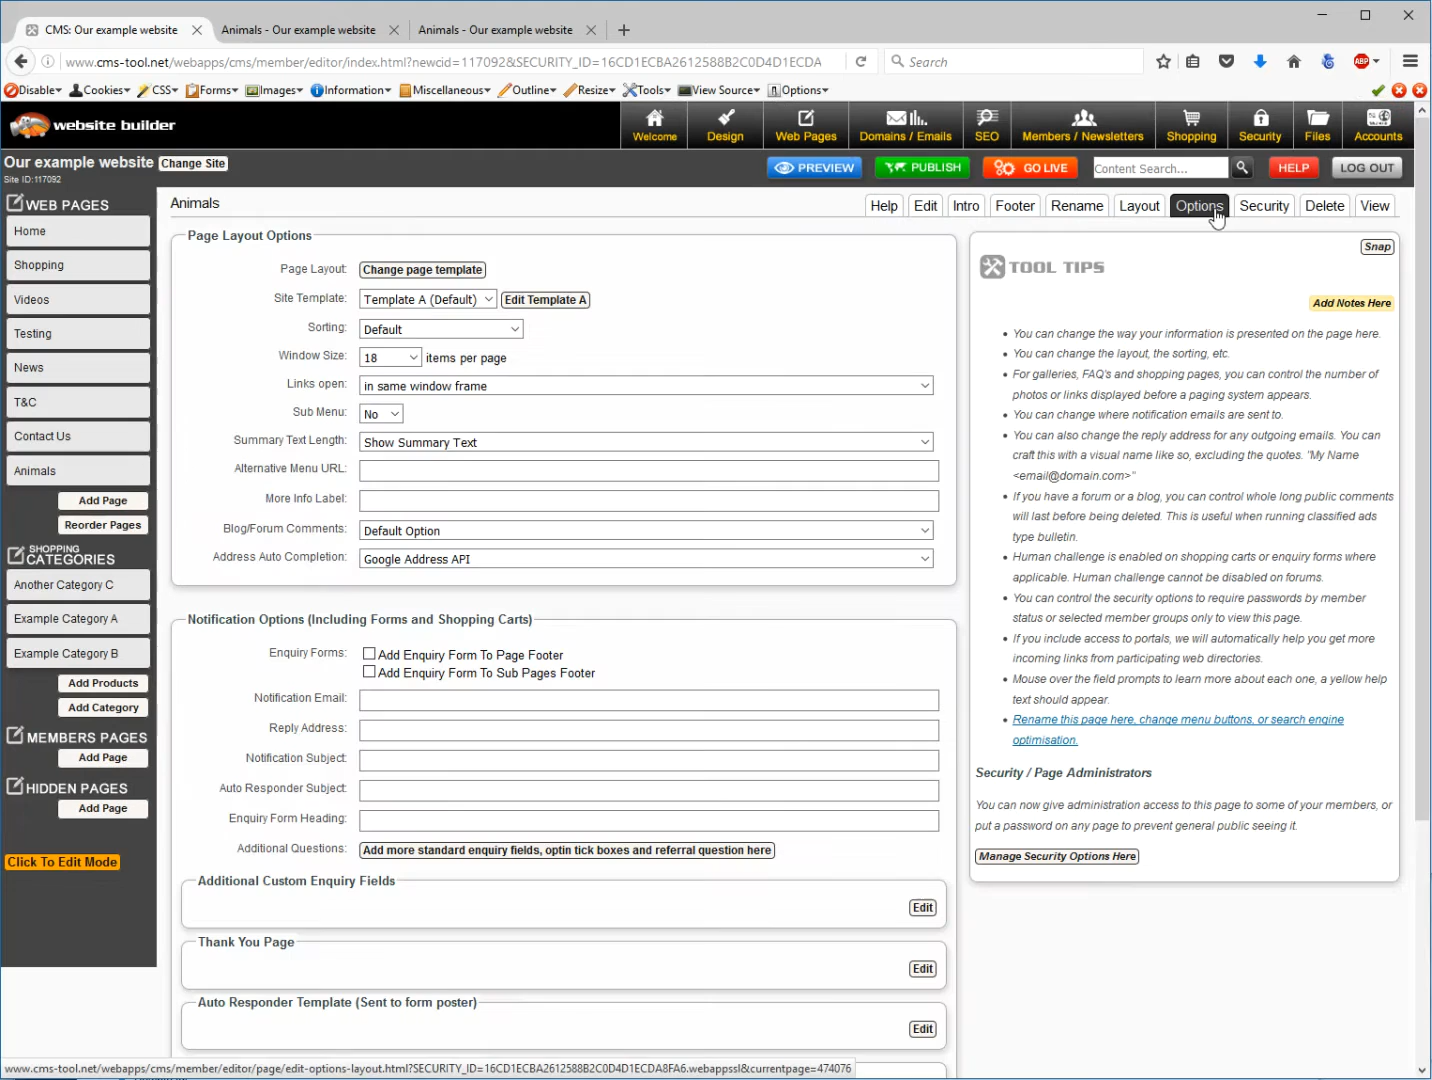 CMS: Our example website
Animals - Our example website
Animals - Our example website
www.cms-tool.net/webapps/cms/member/editor/index.html?newcid=117092&SECURITY_ID=16CD1ECBA2612588B2C0D4D1ECDA
Search
ABP
Disable Cookies CSS Forms Images Information Miscellaneous Outline Resize Tools View Source Options
website builder
Welcome
Design
Web Pages
Domains / Emails
SEO
Members / Newsletters
Shopping
Security
Files
Accounts
Our example website Change Site
Site ID:117092
PREVIEW
PUBLISH
GO LIVE
Content Search...
HELP
LOG OUT
WEB PAGES
Home
Shopping
Videos
Testing
News
T&C
Contact Us
Animals
Add Page
Reorder Pages
SHOPPING
CATEGORIES
Another Category C
Example Category A
Example Category B
Add Products
Add Category
MEMBERS PAGES
Add Page
HIDDEN PAGES
Add Page
Click To Edit Mode
Animals
Help Edit Intro Footer Rename Layout Options Security Delete View
Page Layout Options
Page Layout: Change page template
Site Template: Template A (Default) Edit Template A
Sorting: Default
Window Size: 18 items per page
Links open: in same window frame
Sub Menu: No
Summary Text Length: Show Summary Text
Alternative Menu URL:
More Info Label:
Blog/Forum Comments: Default Option
Address Auto Completion: Google Address API
Notification Options (Including Forms and Shopping Carts)
Enquiry Forms: Add Enquiry Form To Page Footer
Add Enquiry Form To Sub Pages Footer
Notification Email:
Reply Address:
Notification Subject:
Auto Responder Subject:
Enquiry Form Heading:
Additional Questions: Add more standard enquiry fields, optin tick boxes and referral question here
Additional Custom Enquiry Fields
Edit
Thank You Page
Edit
Auto Responder Template (Sent to form poster)
Edit
Snap
TOOL TIPS
Add Notes Here
You can change the way your information is presented on the page here.
You can change the layout, the sorting, etc.
For galleries, FAQ's and shopping pages, you can control the number of
photos or links displayed before a paging system appears.
You can change where notification emails are sent to.
You can also change the reply address for any outgoing emails. You can
craft this with a visual name like so, excluding the quotes. "My Name
<email@domain.com>"
If you have a forum or a blog, you can control whole long public comments
will last before being deleted. This is useful when running classified ads
type bulletin.
Human challenge is enabled on shopping carts or enquiry forms where
applicable. Human challenge cannot be disabled on forums.
You can control the security options to require passwords by member
status or selected member groups only to view this page.
If you include access to portals, we will automatically help you get more
incoming links from participating web directories.
Mouse over the field prompts to learn more about each one, a yellow help
text should appear.
Rename this page here, change menu buttons, or search engine
optimisation.
Security / Page Administrators
You can now give administration access to this page to some of your members, or
put a password on any page to prevent general public seeing it.
Manage Security Options Here
www.cms-tool.net/webapps/cms/member/editor/page/edit-options-layout.html?SECURITY_ID=16CD1ECBA2612588B2C0D4D1ECDA8FA6.webappssl&currentpage=474076